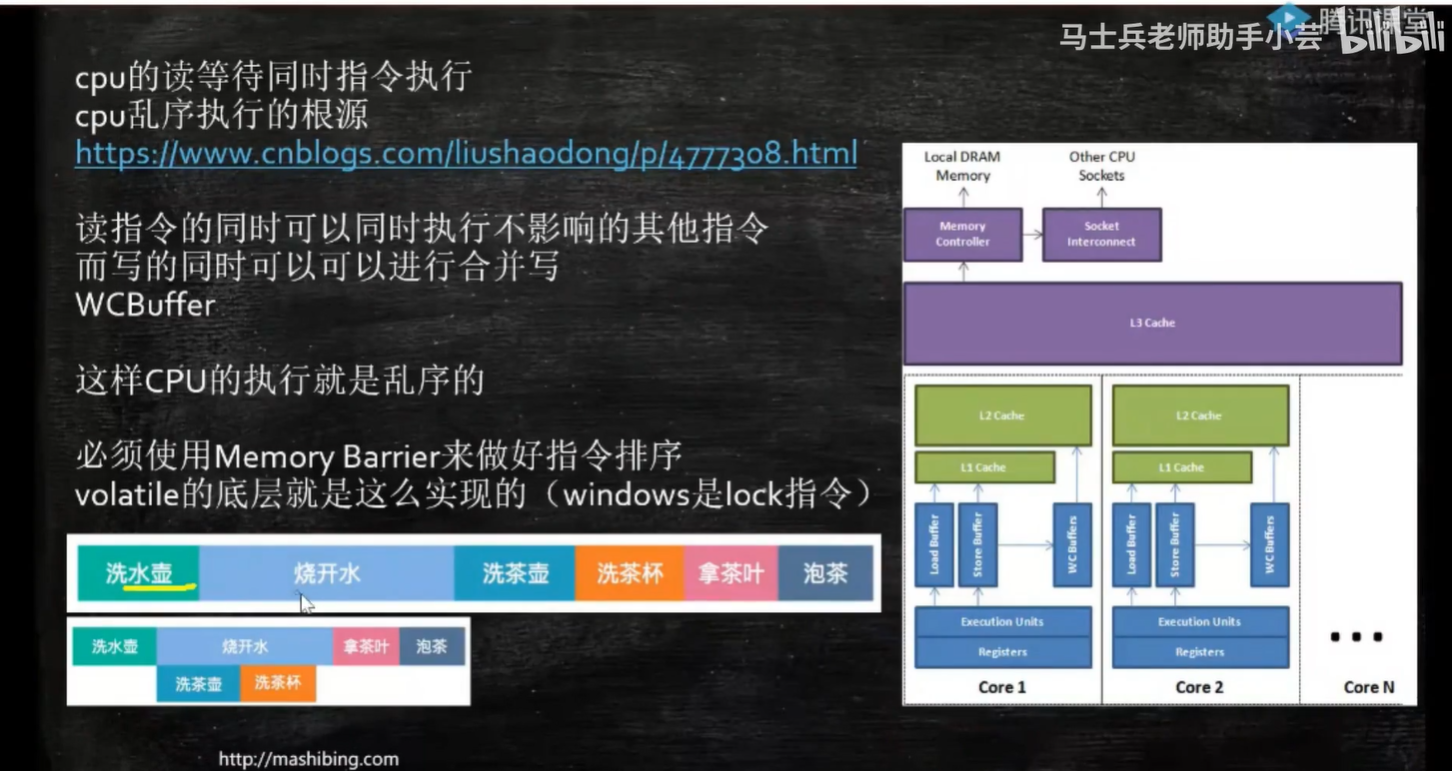 马士兵老师助手小芸
腾讯课堂
bilibili
cpu的读等待同时指令执行
cpu乱序执行的根源
https://www.cnblogs.com/liushaodong/p/4777308.html
读指令的同时可以同时执行不影响的其他指令
而写的同时可以可以进行合并写
WCBuffer
这样CPU的执行就是乱序的
必须使用Memory Barrier来做好指令排序
volatile的底层就是这么实现的（windows是lock指令）
洗水壶 烧开水 洗茶壶 洗茶杯 拿茶叶 泡茶
洗水壶 烧开水 拿茶叶 泡茶
洗茶壶 洗茶杯
http://mashibing.com
Local DRAM Other CPU
Memory Sockets
Memory Socket
Controller Interconnect
L3 Cache
L2 Cache L2 Cache
L1 Cache L1 Cache
Load Buffer Store Buffer WC Buffers Load Buffer Store Buffer WC Buffers
Execution Units Execution Units
Registers Registers
Core 1 Core 2 Core N